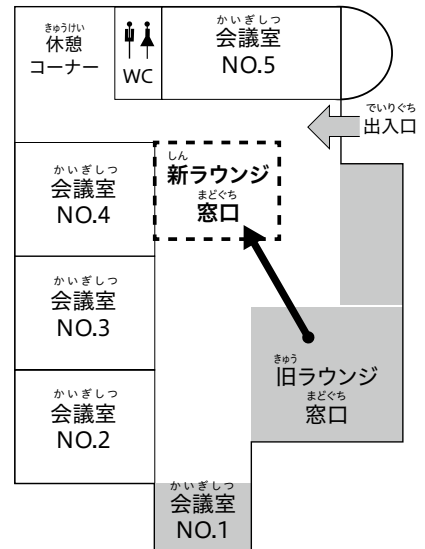 きゅうけい
休憩
コーナー
WC
かいぎしつ
会議室
NO.5
でいりぐち
出入口
かいぎしつ
会議室
NO.4
しん
新ラウンジ
まどぐち
窓口
かいぎしつ
会議室
NO.3
きゅう
旧ラウンジ
まどぐち
窓口
かいぎしつ
会議室
NO.2
かいぎしつ
会議室
NO.1